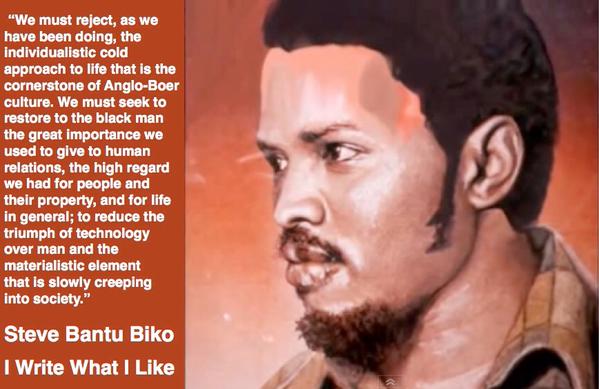 “We must reject, as we
have been doing, the
individualistic cold
approach to life that is the
cornerstone of Anglo-Boer
culture. We must seek to
restore to the black man
the great importance we
used to give to human
relations, the high regard
we had for people and
their property, and for life
in general; to reduce the
triumph of technology
over man and the
materialistic element
that is slowly creeping
into society.”
Steve Bantu Biko
I Write What I Like